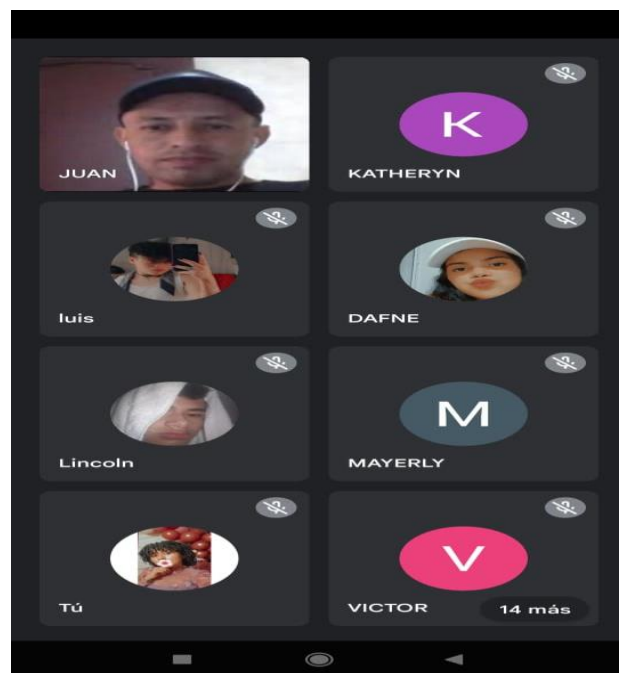 JUAN
K
KATHERYN
luis
DAFNE
Lincoln
M
MAYERLY
Tú
V
VICTOR
14 más